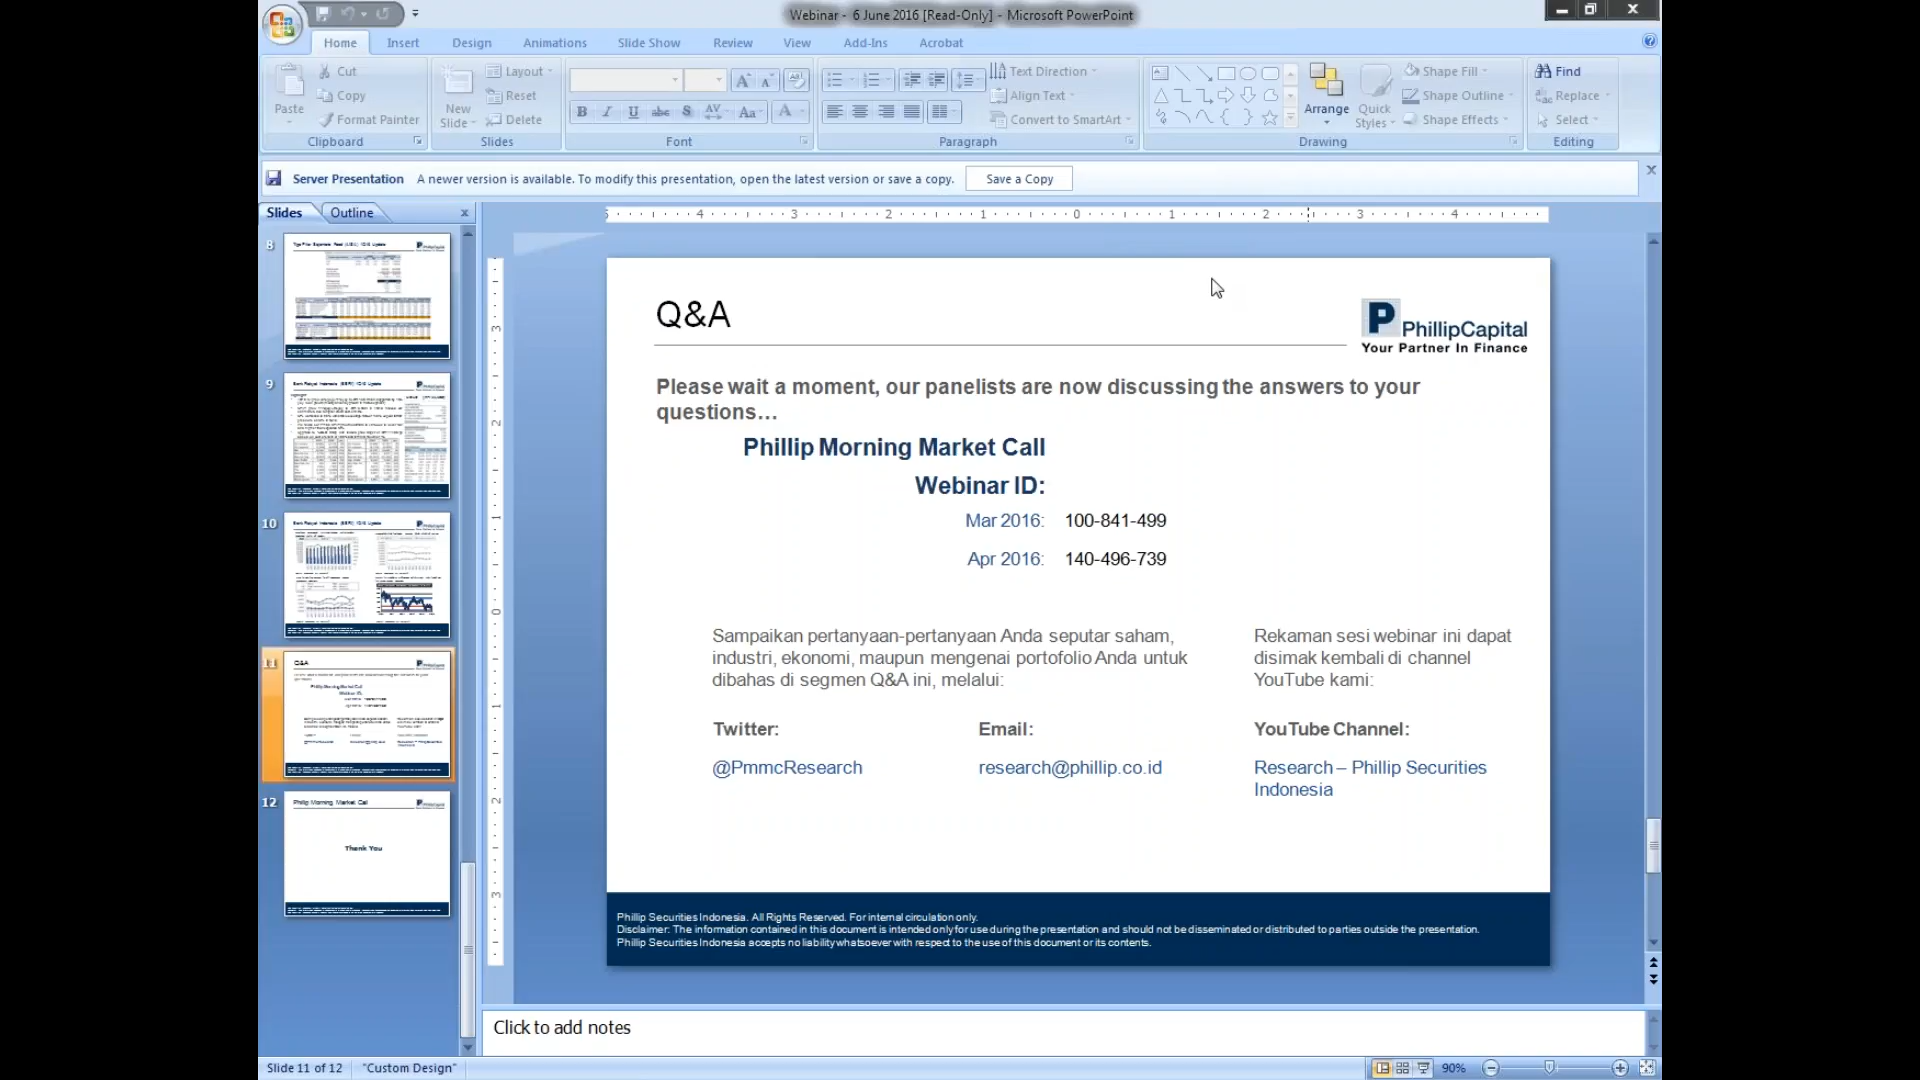 Webinar - 6 June 2016 [Read-Only] - Microsoft PowerPoint
Home Insert Design Animations Slide Show Review View Add-Ins Acrobat
Paste
Cut
Copy
Format Painter
Clipboard
New Slide
Layout
Reset
Delete
Slides
Font
Text Direction
Align Text
Convert to SmartArt
Paragraph
Arrange
Quick Styles
Shape Fill
Shape Outline
Shape Effects
Drawing
Find
Replace
Select
Editing
Server Presentation A newer version is available. To modify this presentation, open the latest version or save a copy. Save a Copy
Slides Outline
8
9
10
11
12
Phillip Morning Market Call
Thank You
Q&A
PhillipCapital
Your Partner In Finance
Please wait a moment, our panelists are now discussing the answers to your
questions...
Phillip Morning Market Call
Webinar ID:
Mar 2016: 100-841-499
Apr 2016: 140-496-739
Sampaikan pertanyaan-pertanyaan Anda seputar saham,
industri, ekonomi, maupun mengenai portofolio Anda untuk
dibahas di segmen Q&A ini, melalui:
Rekaman sesi webinar ini dapat
disimak kembali di channel
YouTube kami:
Twitter: Email: YouTube Channel:
@PmmcResearch research@phillip.co.id Research – Phillip Securities
Indonesia
Phillip Securities Indonesia. All Rights Reserved. For internal circulation only.
Disclaimer: The information contained in this document is intended only for use during the presentation and should not be disseminated or distributed to parties outside the presentation.
Phillip Securities Indonesia accepts no liability whatsoever with respect to the use of this document or its contents.
Click to add notes
Slide 11 of 12 "Custom Design" 90%